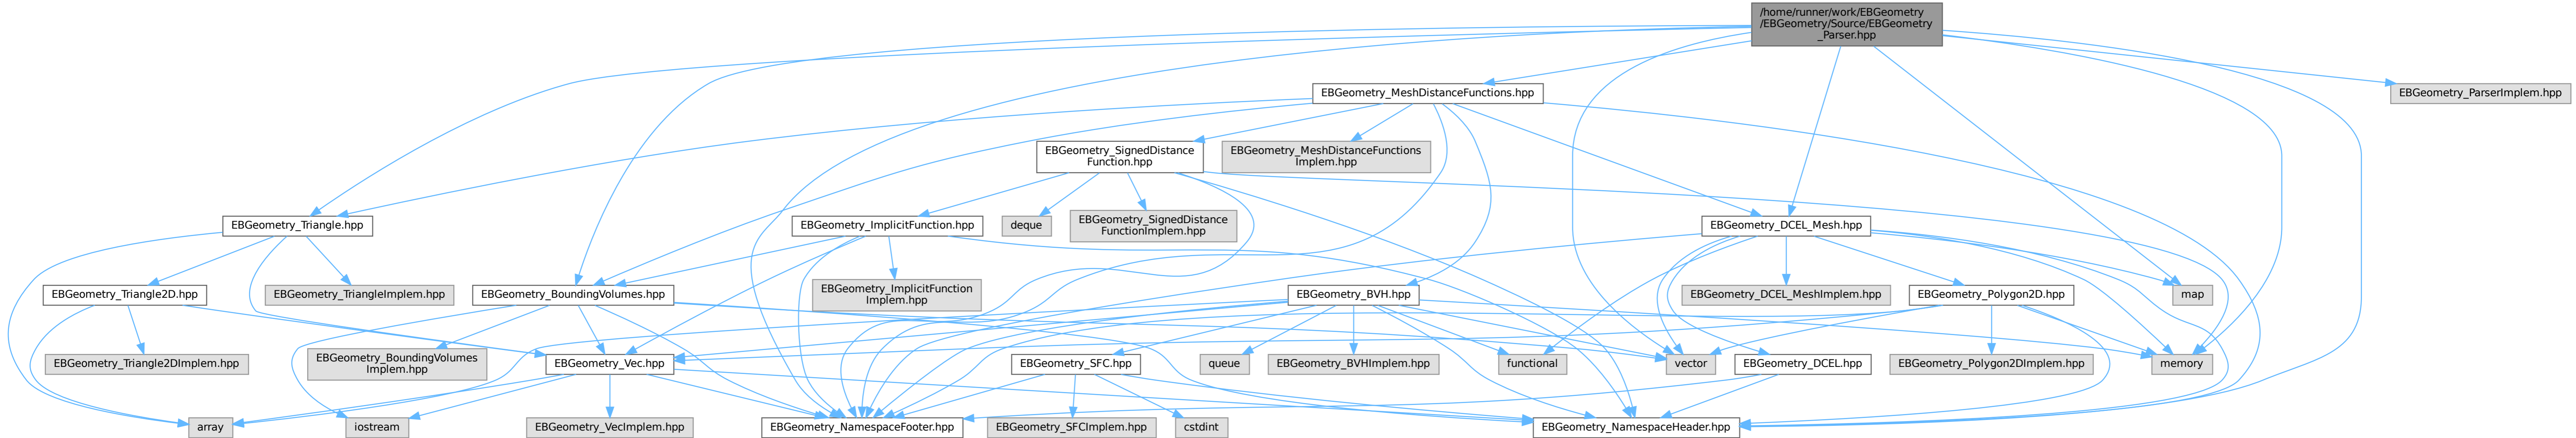 /home/runner/work/EBGeometry
/EBGeometry/Source/EBGeometry
_Parser.hpp
EBGeometry_MeshDistanceFunctions.hpp
EBGeometry_ParserImplem.hpp
EBGeometry_SignedDistance
Function.hpp
EBGeometry_MeshDistanceFunctions
Implem.hpp
EBGeometry_Triangle.hpp
EBGeometry_ImplicitFunction.hpp
deque
EBGeometry_SignedDistance
FunctionImplem.hpp
EBGeometry_DCEL_Mesh.hpp
EBGeometry_Triangle2D.hpp
EBGeometry_TriangleImplem.hpp
EBGeometry_BoundingVolumes.hpp
EBGeometry_ImplicitFunction
Implem.hpp
EBGeometry_BVH.hpp
EBGeometry_DCEL_MeshImplem.hpp
EBGeometry_Polygon2D.hpp
map
EBGeometry_Triangle2DImplem.hpp
EBGeometry_BoundingVolumes
Implem.hpp
EBGeometry_Vec.hpp
EBGeometry_SFC.hpp
queue
EBGeometry_BVHImplem.hpp
functional
vector
EBGeometry_DCEL.hpp
EBGeometry_Polygon2DImplem.hpp
memory
array
iostream
EBGeometry_VecImplem.hpp
EBGeometry_NamespaceFooter.hpp
EBGeometry_SFCImplem.hpp
cstdint
EBGeometry_NamespaceHeader.hpp